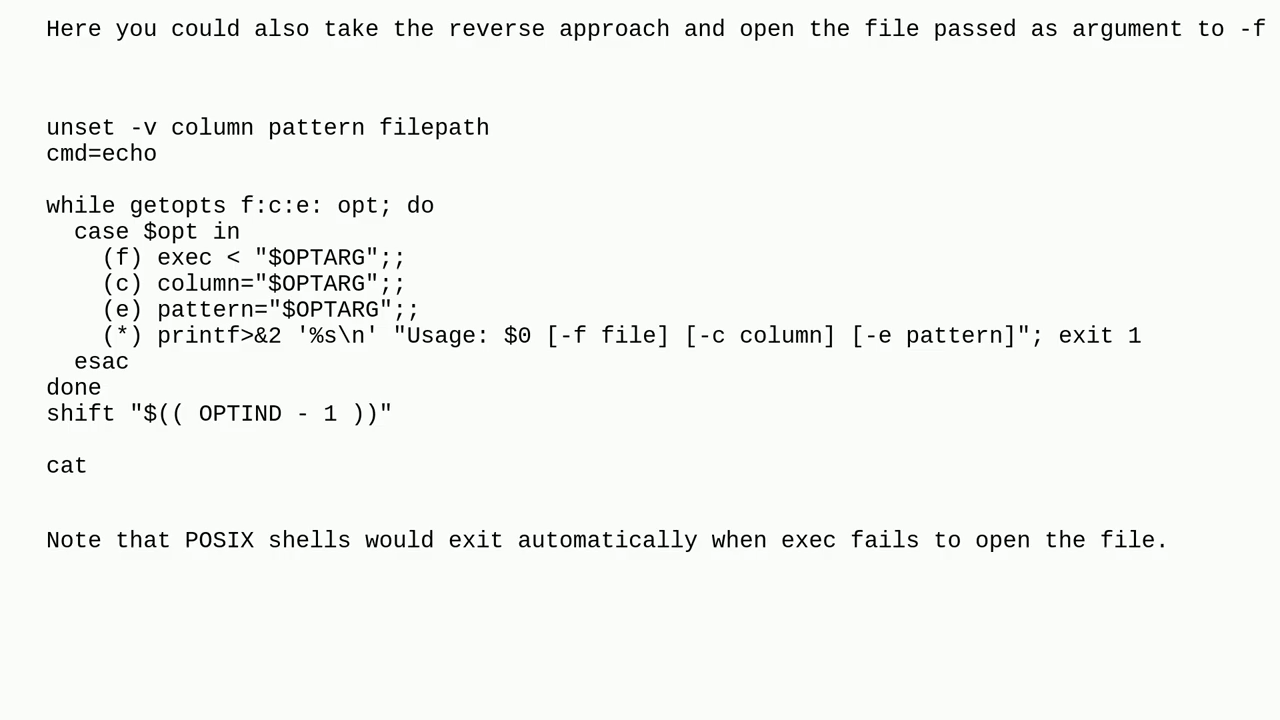 Here you could also take the reverse approach and open the file passed as argument to -f
unset -v column pattern filepath
cmd=echo
while getopts f:c:e: opt; do
  case $opt in
    (f) exec < "$OPTARG";;
    (c) column="$OPTARG";;
    (e) pattern="$OPTARG";;
    (*) printf>&2 '%s\n' "Usage: $0 [-f file] [-c column] [-e pattern]"; exit 1
  esac
done
shift "$(( OPTIND - 1 ))"
cat
Note that POSIX shells would exit automatically when exec fails to open the file.